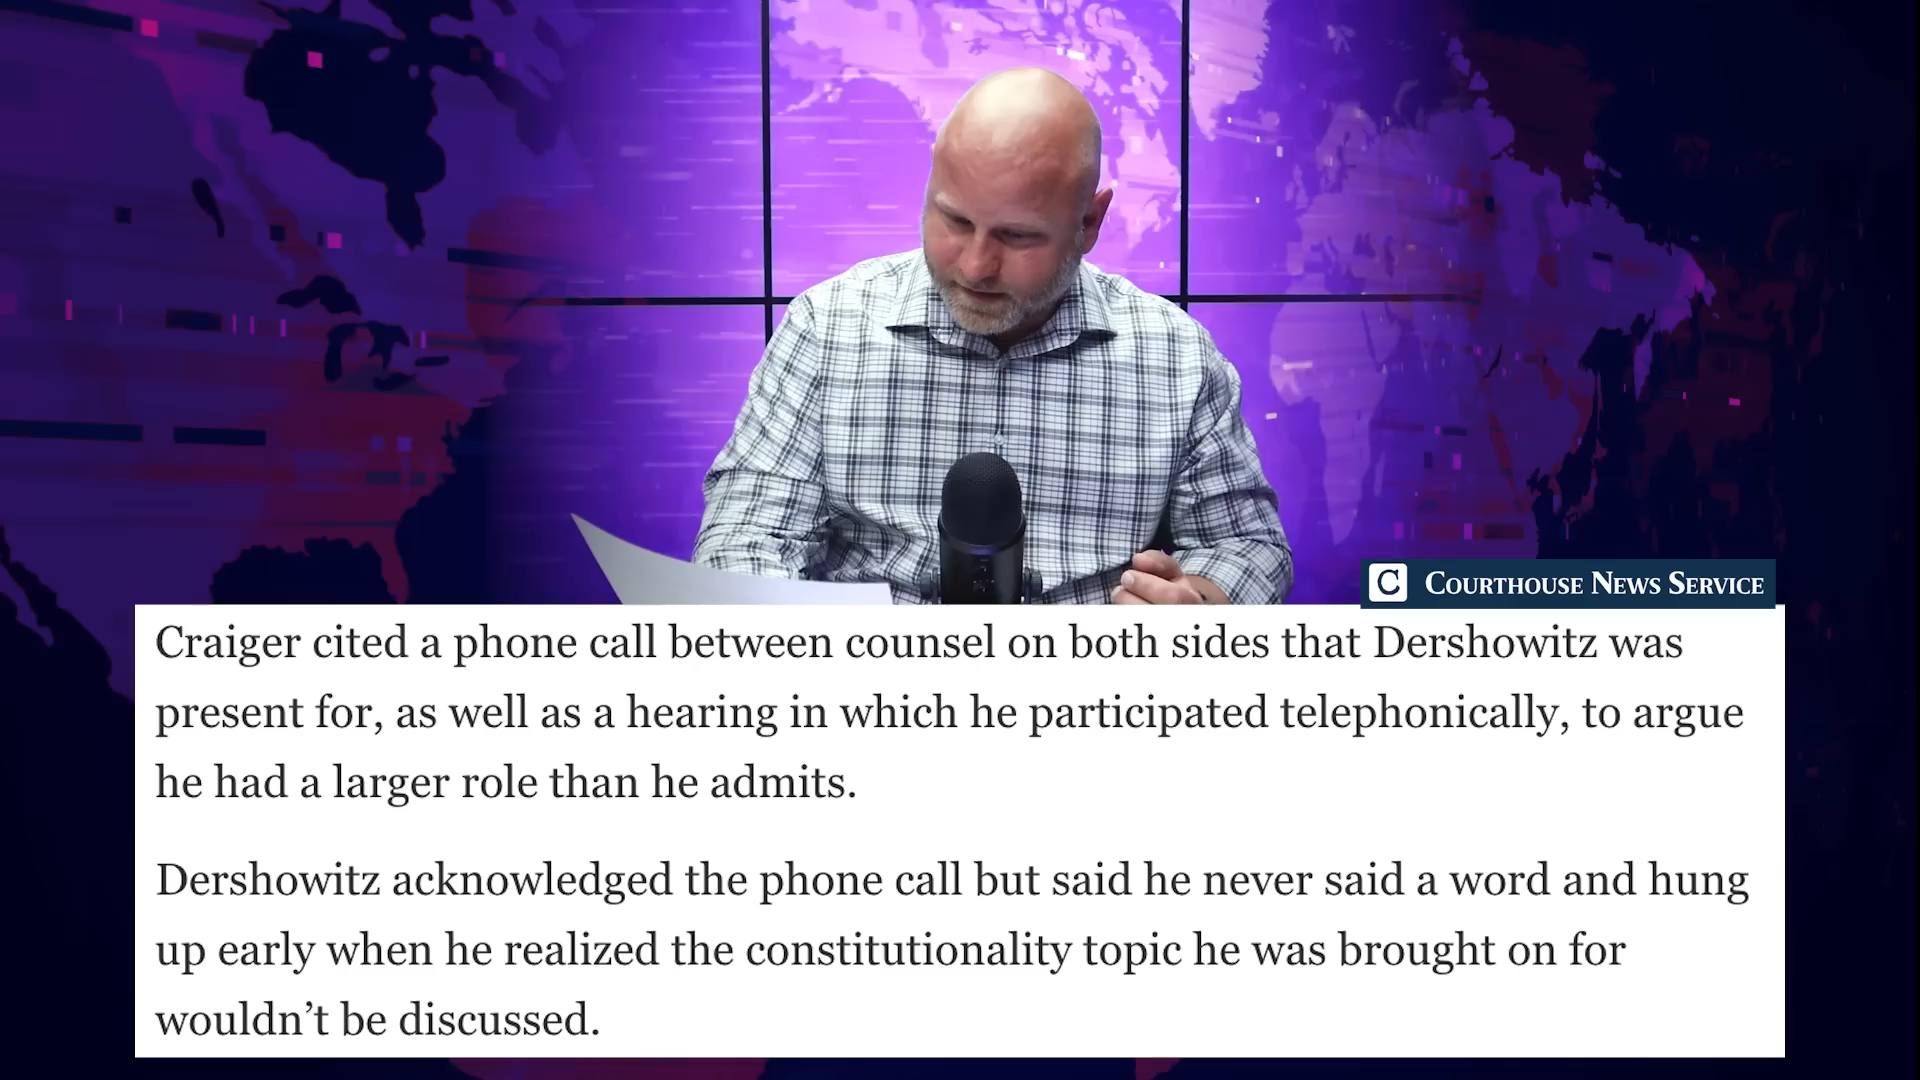 C COURTHOUSE NEWS SERVICE
Craiger cited a phone call between counsel on both sides that Dershowitz was
present for, as well as a hearing in which he participated telephonically, to argue
he had a larger role than he admits.
Dershowitz acknowledged the phone call but said he never said a word and hung
up early when he realized the constitutionality topic he was brought on for
wouldn’t be discussed.